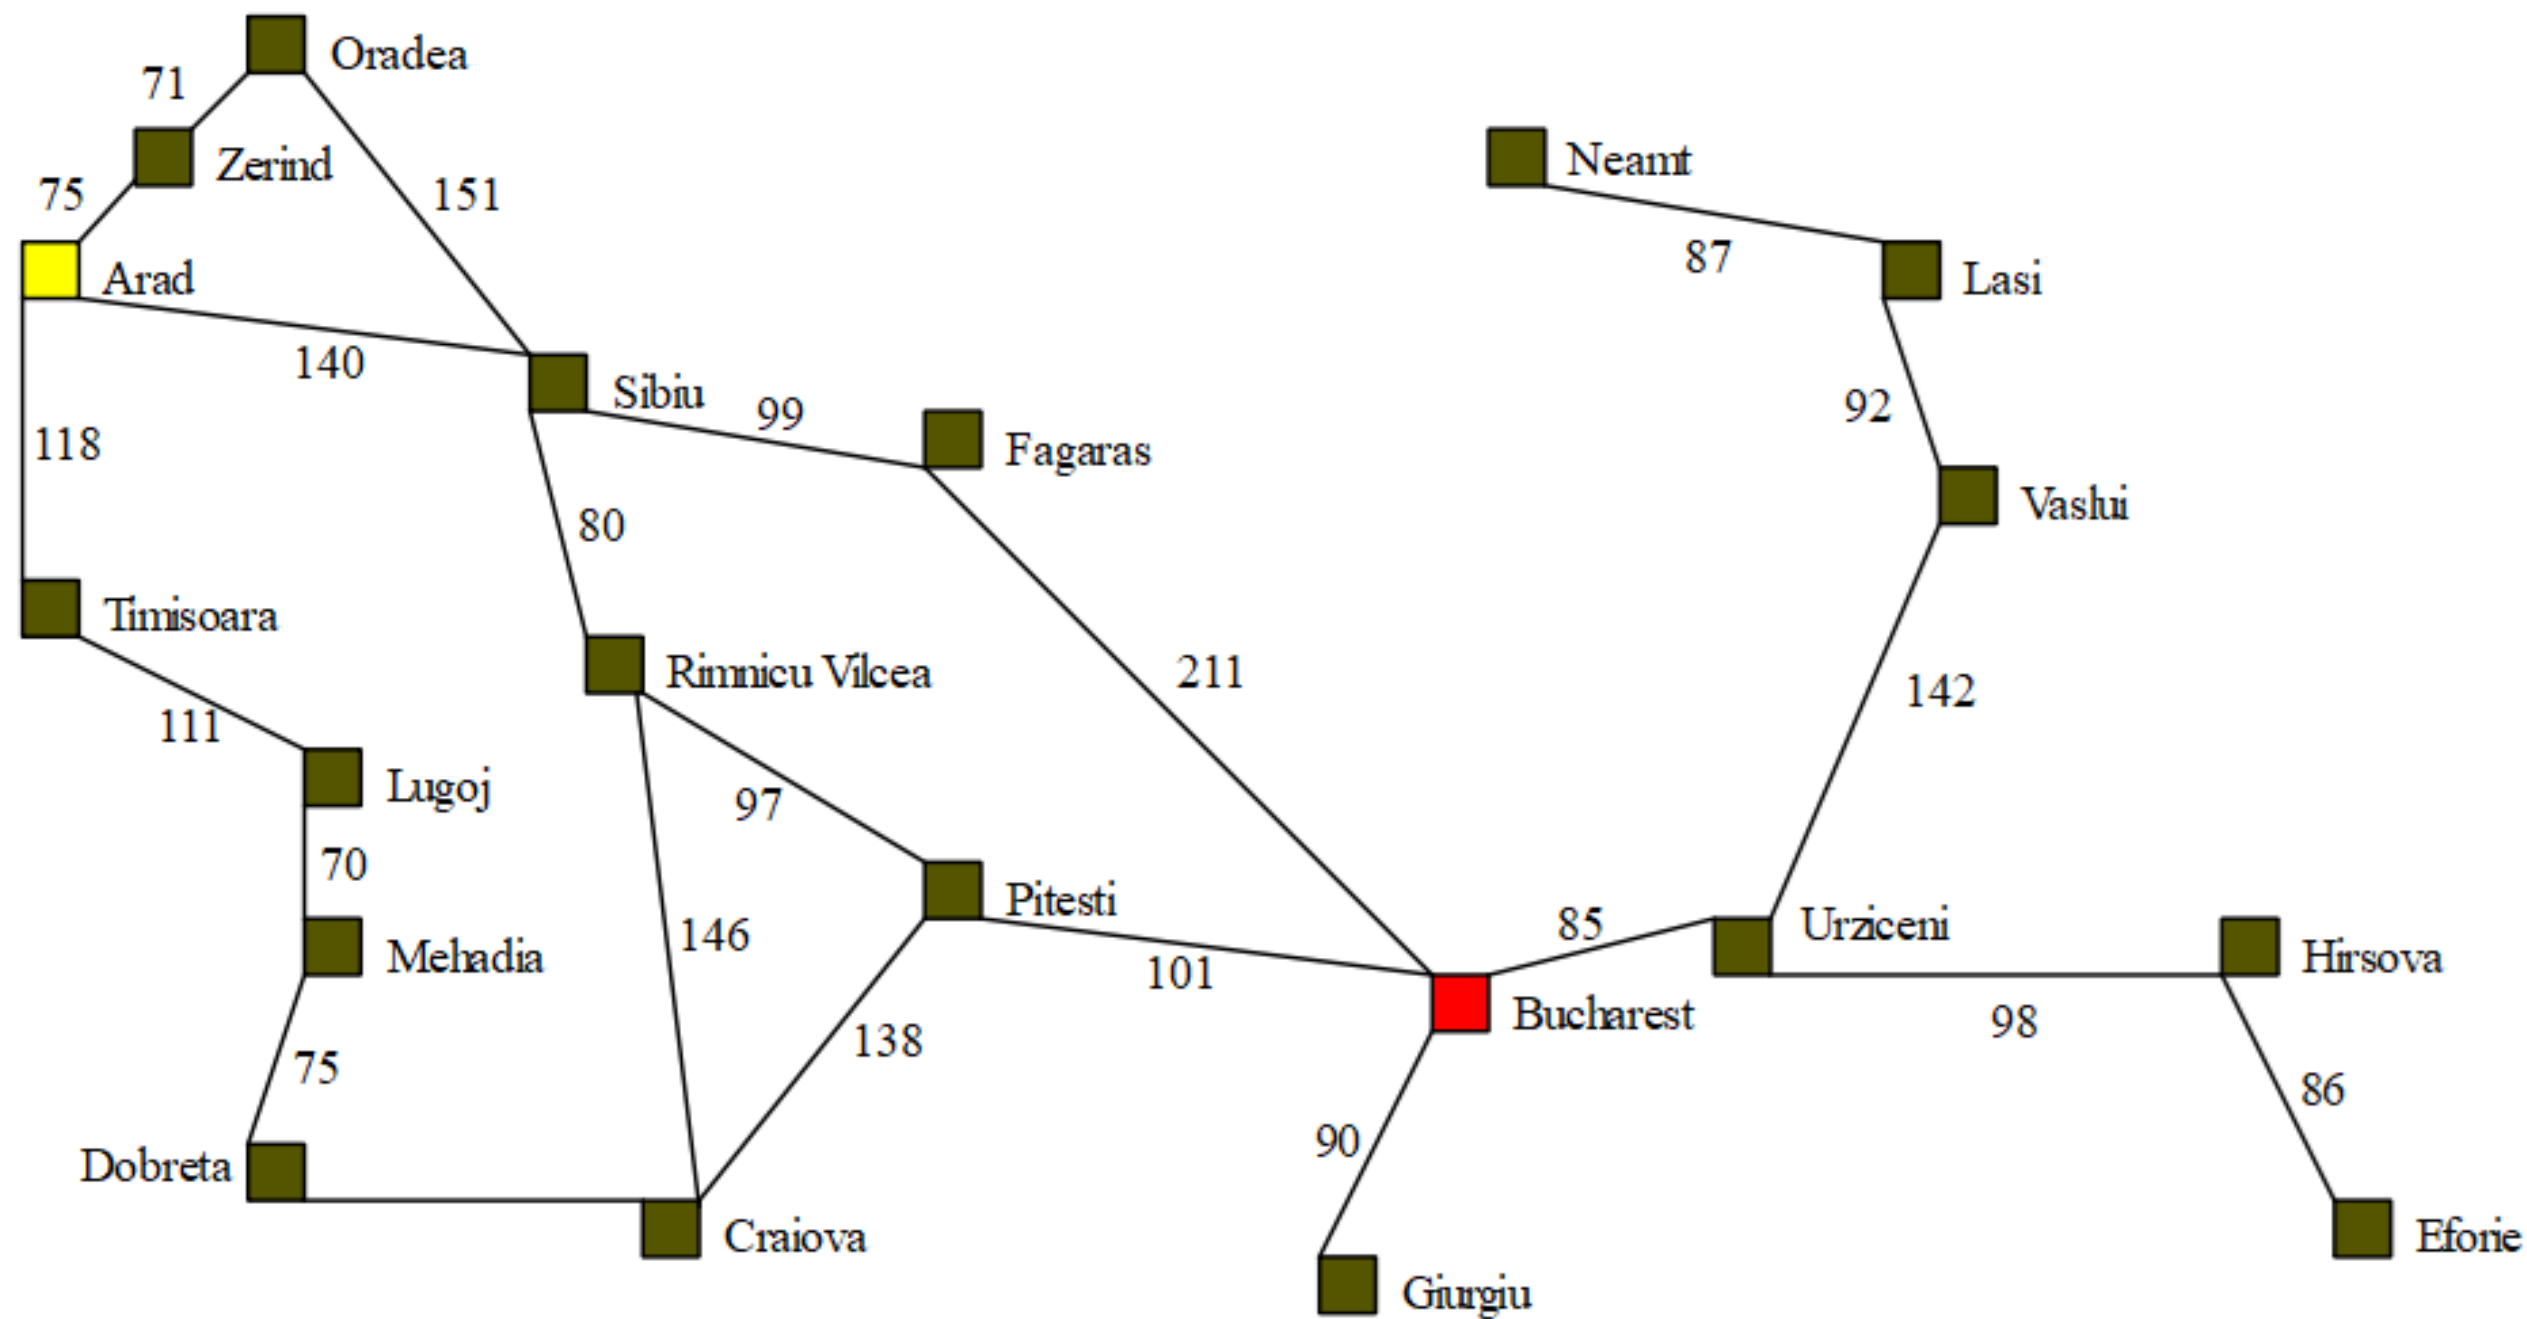 Oradea
71
Zerind
Neamt
75
151
87
Arad
Lasi
140
Sibiu
99
92
118
Fagaras
80
Vaslui
Timisoara
Rimnicu Vilcea
211
142
111
Lugoj
97
70
Pitesti
85
Urziceni
146
Mehadia
101
Hirsova
Bucharest
98
138
75
86
90
Dobreta
Craiova
Eforie
Giurgiu